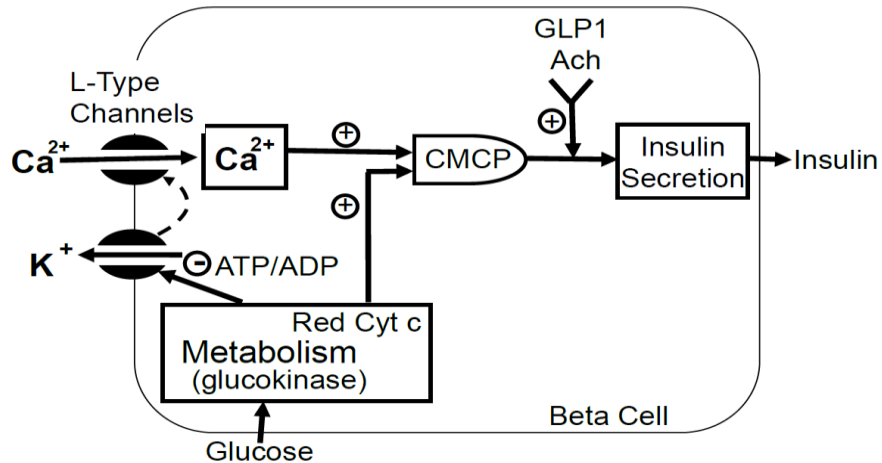 GLP1
Ach
L-Type
Channels
Ca2+
Ca2+
+
+
+
CMCP
Insulin
Secretion
Insulin
K+
-
ATP/ADP
Red Cyt c
Metabolism
(glucokinase)
Beta Cell
Glucose